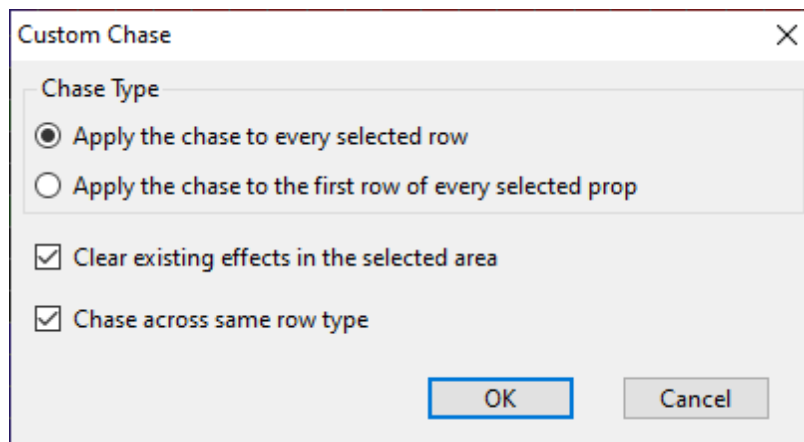 Custom Chase
Chase Type
Apply the chase to every selected row
Apply the chase to the first row of every selected prop
Clear existing effects in the selected area
Chase across same row type
OK Cancel